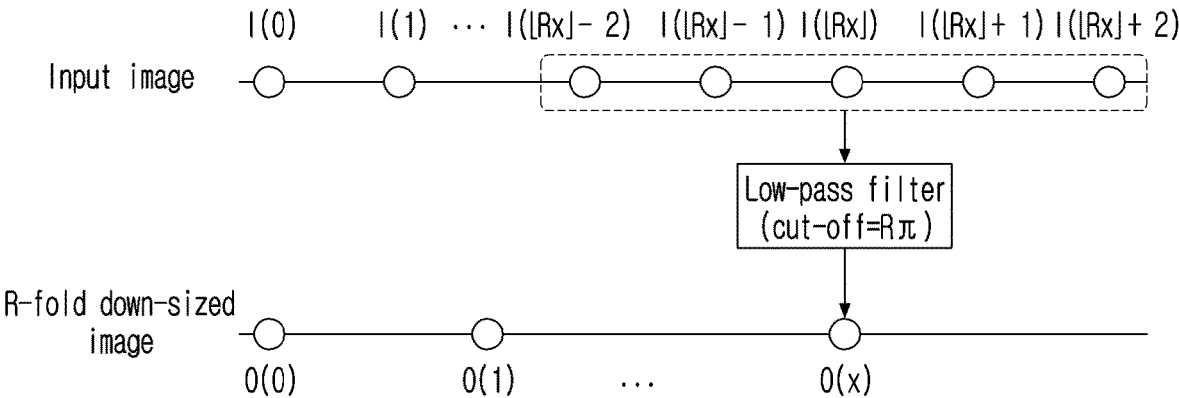 I(0) I(1) ... I(⌊Rx⌋- 2) I(⌊Rx⌋- 1) I(⌊Rx⌋) I(⌊Rx⌋+ 1) I(⌊Rx⌋+ 2)
Input image
Low-pass filter
(cut-off=Rπ)
R-fold down-sized
image
O(0) O(1) ... O(x)